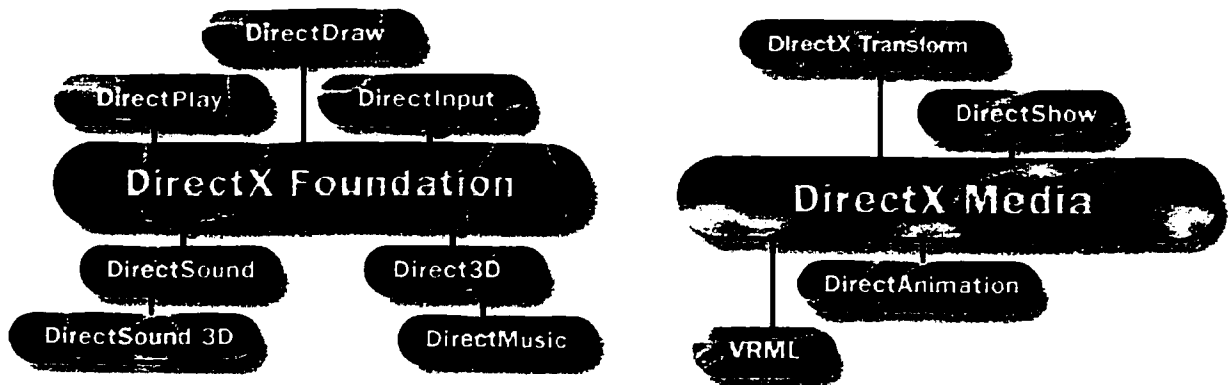 DirectDraw
DirectPlay
DirectInput
DirectX Foundation
DirectSound
Direct3D
DirectSound 3D
DirectMusic
DirectX Transform
DirectShow
DirectX Media
DirectAnimation
VRML